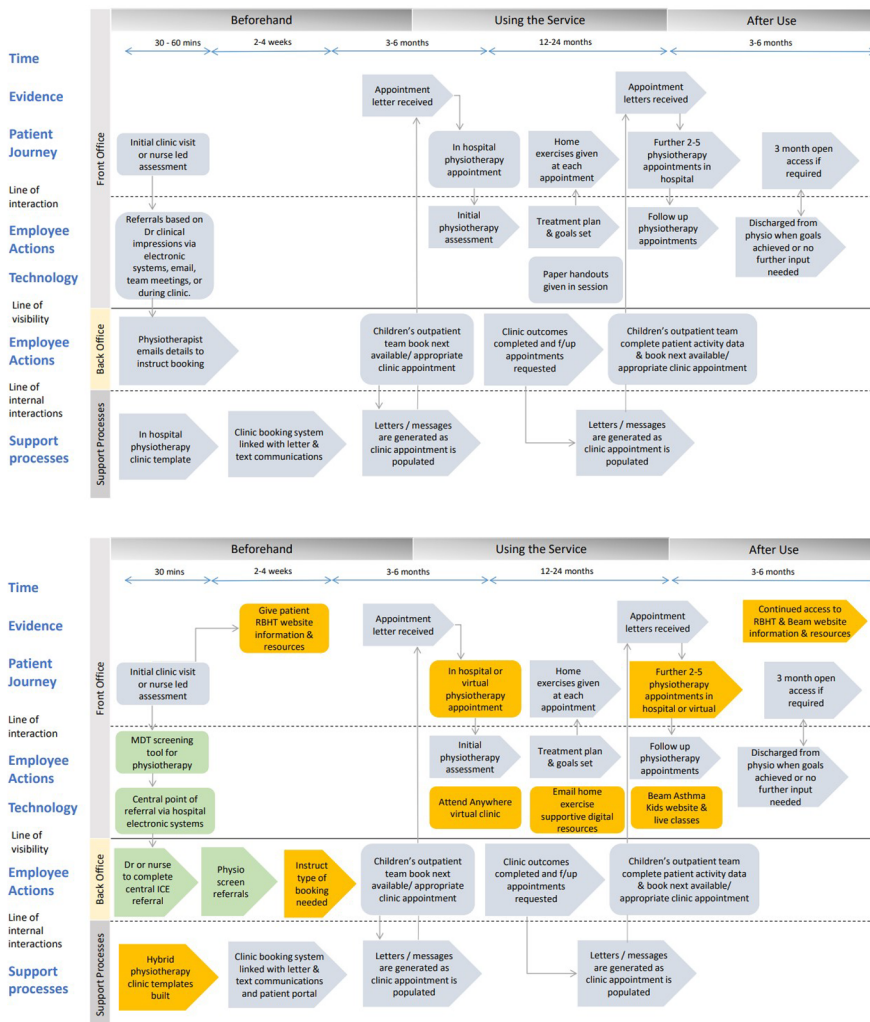 Beforehand
Using the Service
After Use
30 - 60 mins
2-4 weeks
3-6 months
12-24 months
3-6 months
Time
Evidence
Patient
Journey
Line of
interaction
Employee
Actions
Technology
Line of
visibility
Employee
Actions
Line of
internal
interactions
Support
processes
Front Office
Back Office
Support Processes
Appointment
letter received
Appointment
letters received
Initial clinic visit
or nurse led
assessment
In hospital
physiotherapy
appointment
Home
exercises given
at each
appointment
Further 2-5
physiotherapy
appointments in
hospital
3 month open
access if
required
Referrals based on
Dr clinical
impressions via
electronic
systems, email,
team meetings, or
during clinic.
Initial
physiotherapy
assessment
Treatment plan
& goals set
Follow up
physiotherapy
appointments
Discharged from
physio when goals
achieved or no
further input
needed
Paper handouts
given in session
Physiotherapist
emails details to
instruct booking
Children's outpatient
team book next
available/ appropriate
clinic appointment
Clinic outcomes
completed and f/up
appointments
requested
Children's outpatient team
complete patient activity data
& book next available/
appropriate clinic appointment
In hospital
physiotherapy
clinic template
Clinic booking system
linked with letter &
text communications
Letters / messages
are generated as
clinic appointment is
populated
Letters / messages
are generated as
clinic appointment is
populated
Beforehand
Using the Service
After Use
30 mins
2-4 weeks
3-6 months
12-24 months
3-6 months
Time
Evidence
Patient
Journey
Line of
interaction
Employee
Actions
Technology
Line of
visibility
Employee
Actions
Line of
internal
interactions
Support
processes
Front Office
Back Office
Support Processes
Give patient
RBHT website
information &
resources
Appointment
letter received
Appointment
letters received
Continued access to
RBHT & Beam website
information & resources
Initial clinic visit
or nurse led
assessment
In hospital or
virtual
physiotherapy
appointment
Home
exercises given
at each
appointment
Further 2-5
physiotherapy
appointments in
hospital or virtual
3 month open
access if
required
MDT screening
tool for
physiotherapy
Initial
physiotherapy
assessment
Treatment plan
& goals set
Follow up
physiotherapy
appointments
Discharged from
physio when goals
achieved or no
further input
needed
Central point of
referral via hospital
electronic systems
Attend Anywhere
virtual clinic
Email home
exercise
supportive digital
resources
Beam Asthma
Kids website &
live classes
Dr or nurse
to complete
central ICE
referral
Physio
screen
referrals
Instruct
type of
booking
needed
Children's outpatient
team book next
available/ appropriate
clinic appointment
Clinic outcomes
completed and f/up
appointments
requested
Children's outpatient team
complete patient activity data
& book next available/
appropriate clinic appointment
Hybrid
physiotherapy
clinic templates
built
Clinic booking system
linked with letter &
text communications
and patient portal
Letters / messages
are generated as
clinic appointment is
populated
Letters / messages
are generated as
clinic appointment is
populated